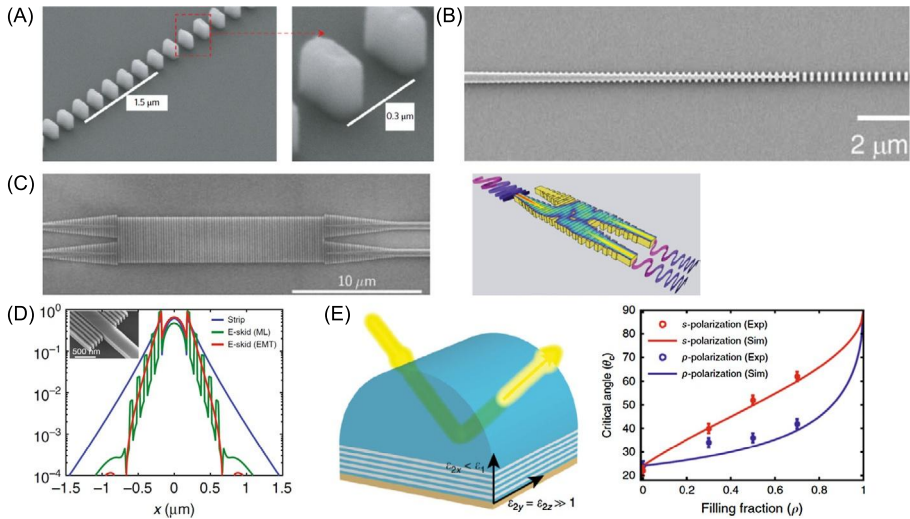 (A)
1.5 μm
0.3 μm
(B)
2 μm
(C)
10 μm
(D)
10⁰
10⁻¹
10⁻²
10⁻³
10⁻⁴
500 nm
Strip
E-skid (ML)
E-skid (EMT)
−1.5 −1.0 −0.5 0 0.5 1.0 1.5
x (μm)
(E)
ε2x < ε1
ε2y = ε2z ≫ 1
Critical angle (θc)
90
80
70
60
50
40
30
20
s-polarization (Exp)
s-polarization (Sim)
p-polarization (Exp)
p-polarization (Sim)
0 0.2 0.4 0.6 0.8 1
Filling fraction (ρ)